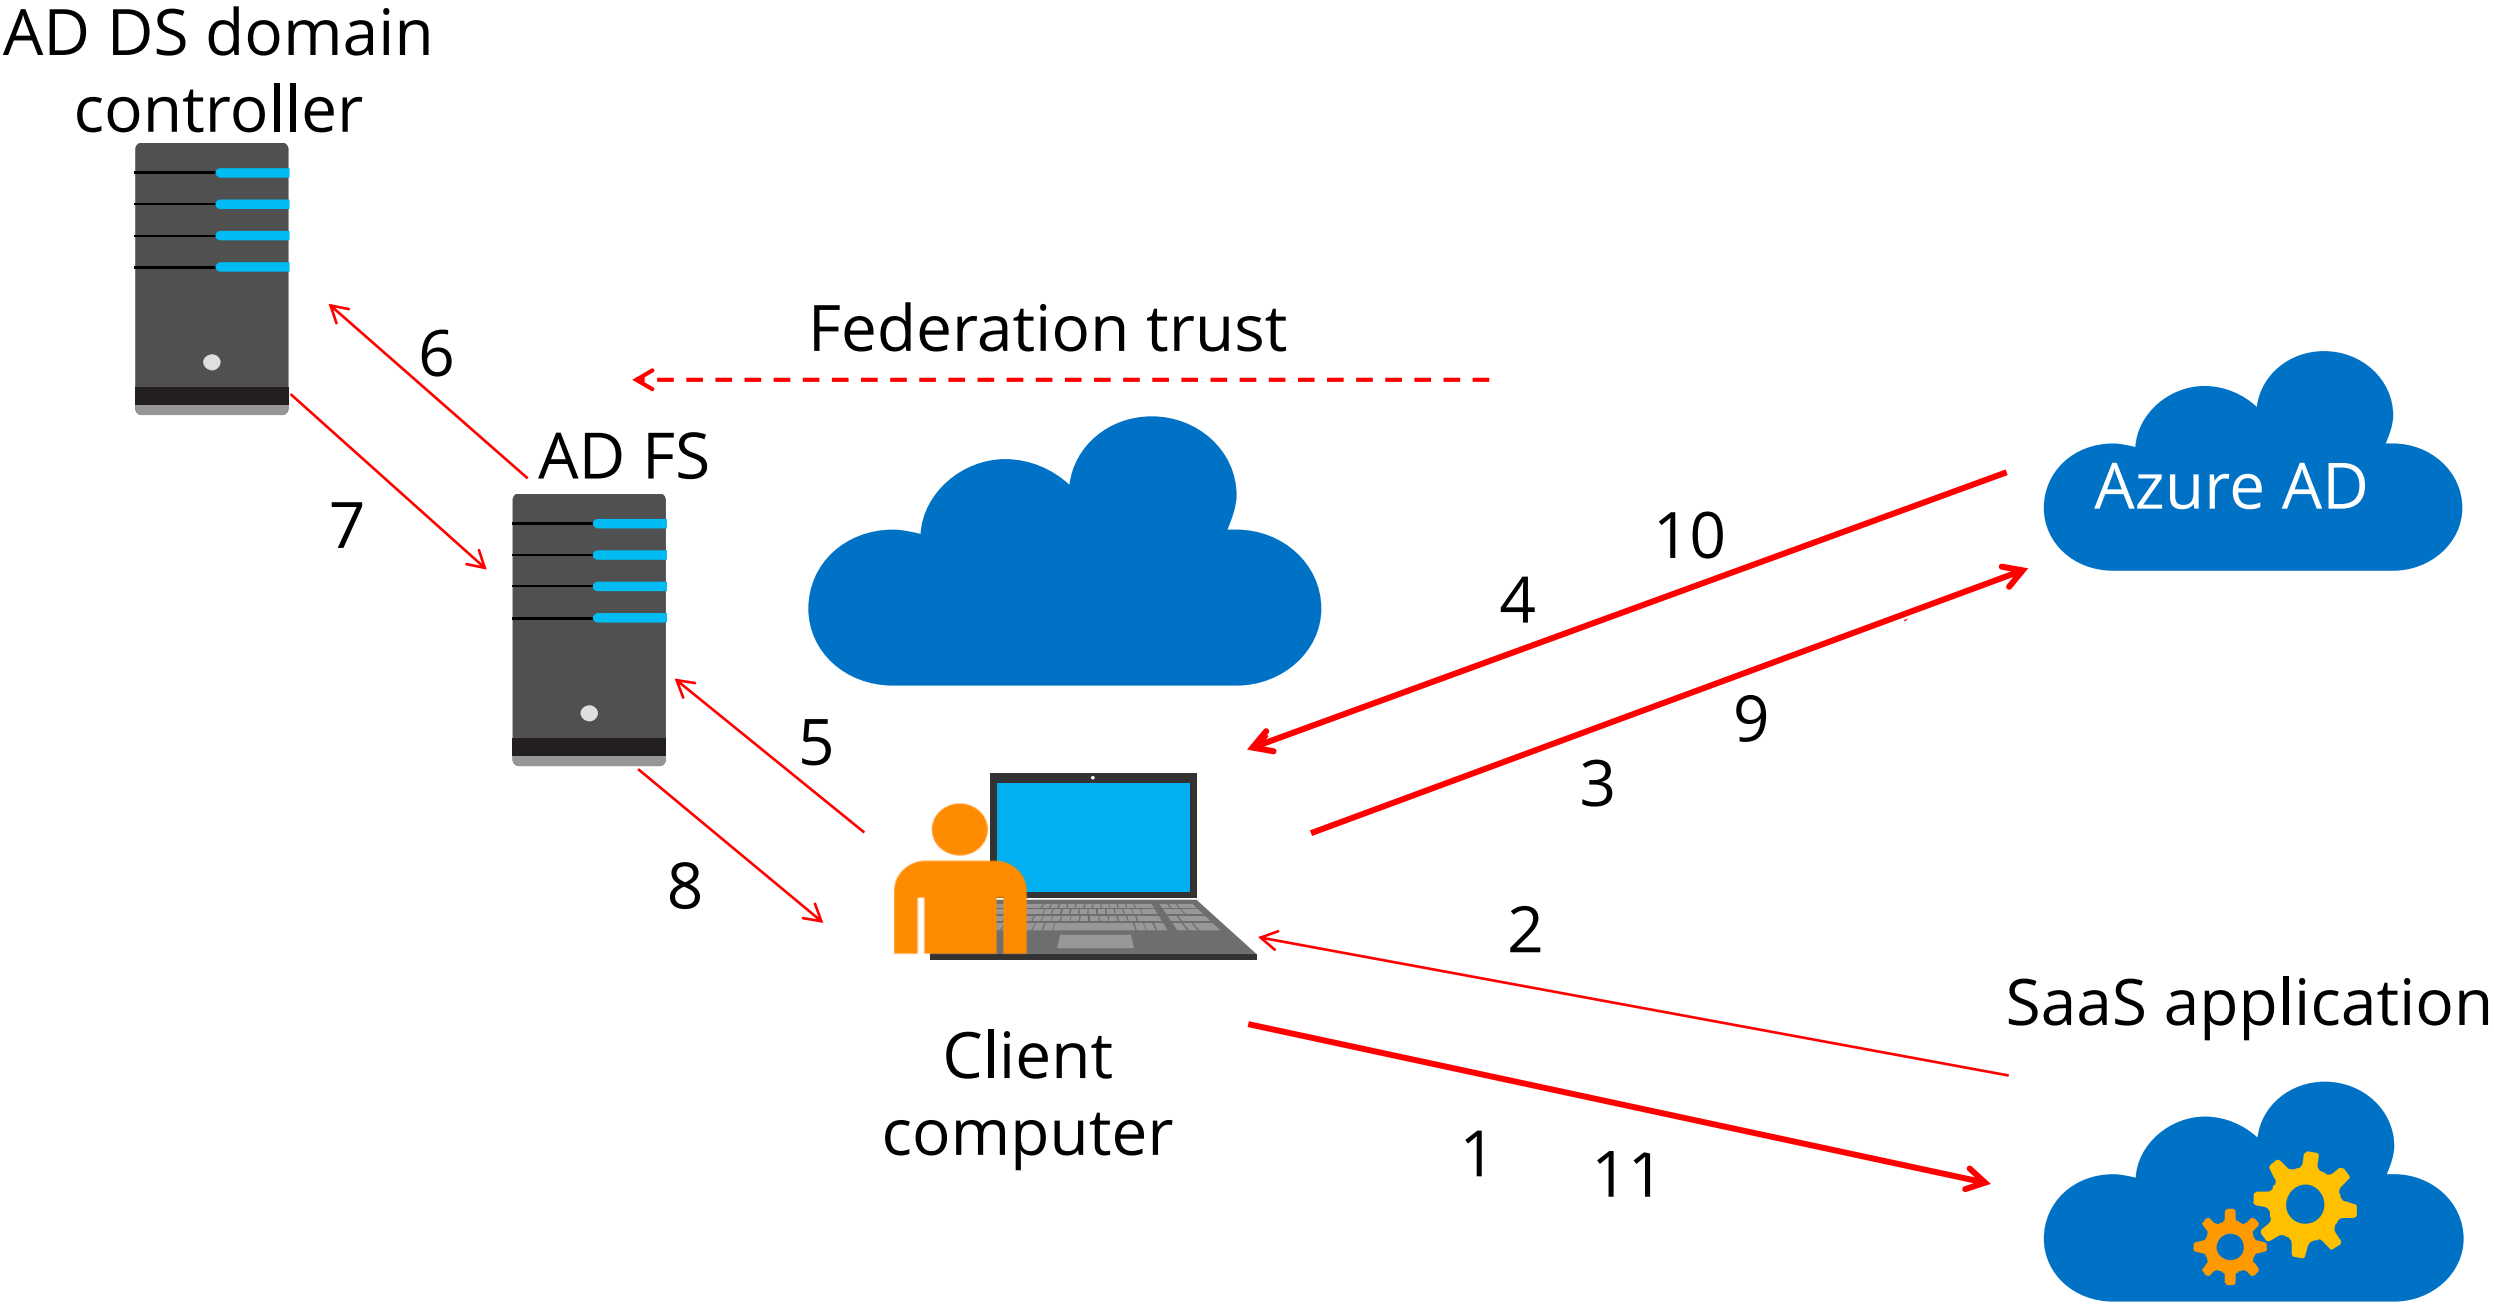 AD DS domain
controller
Federation trust
6
AD FS
Azure AD
7
10
4
9
5
3
8
2
SaaS application
Client
computer
1
11